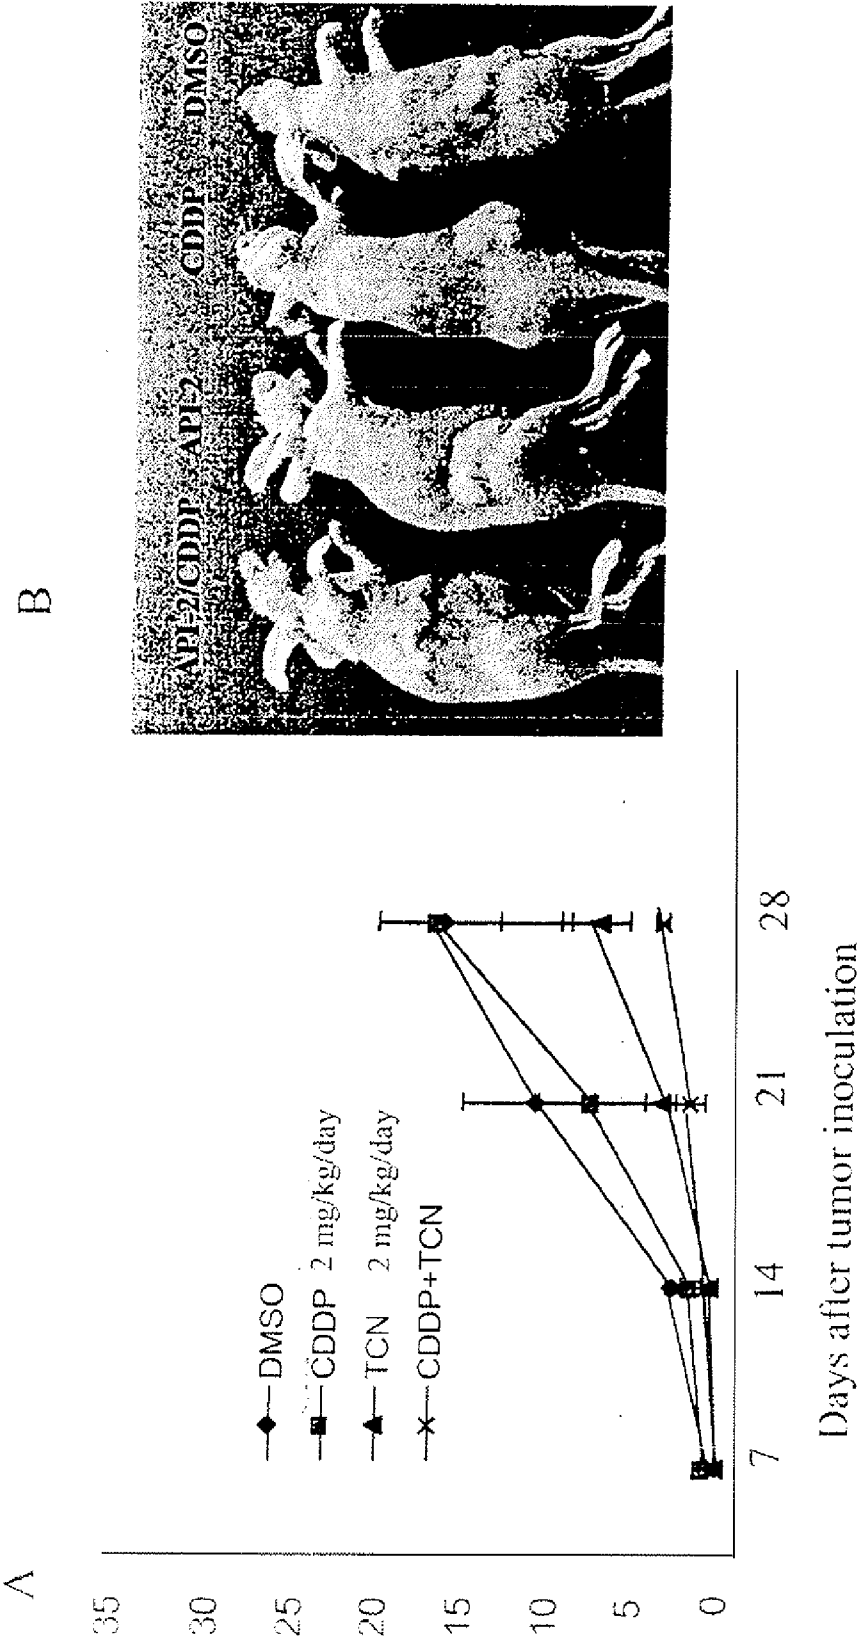 A
35
30
25
20
15
10
5
0
DMSO
CDDP 2 mg/kg/day
TCN 2 mg/kg/day
CDDP+TCN
7 14 21 28
Days after tumor inoculation
B
API-2/CDDP API-2 CDDP DMSO